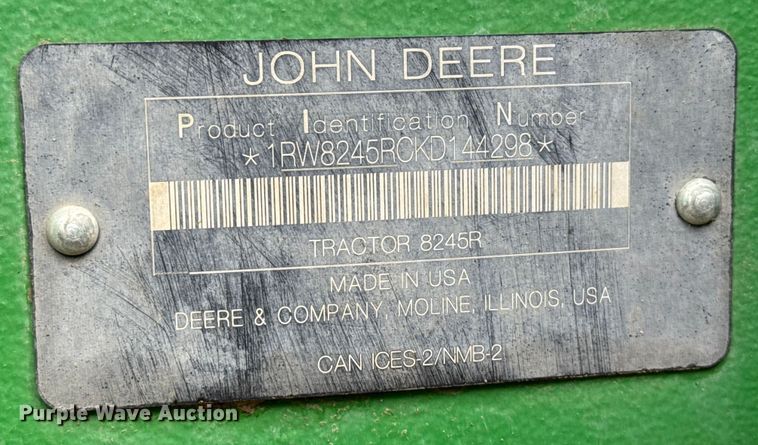 JOHN DEERE
Product Identification Number
*1RW8245RCKD144298*
TRACTOR 8245R
MADE IN USA
DEERE & COMPANY, MOLINE, ILLINOIS, USA
CAN ICES-2/NMB-2
Purple Wave Auction